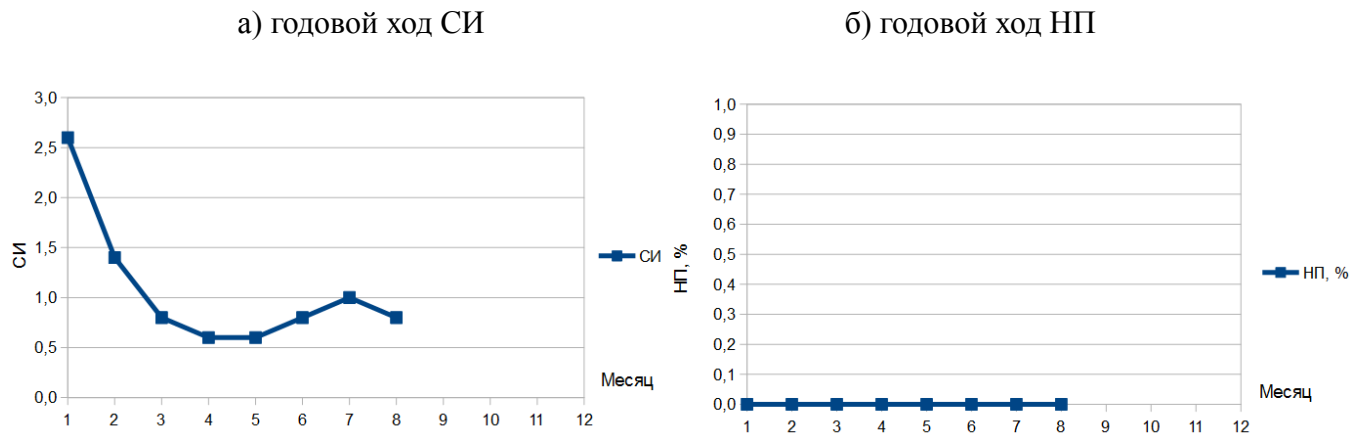 а) годовой ход СИ
б) годовой ход НП
3,0
2,5
2,0
1,5
1,0
0,5
0,0
СИ
1 2 3 4 5 6 7 8 9 10 11 12
Месяц
СИ
1,0
0,9
0,8
0,7
0,6
0,5
0,4
0,3
0,2
0,1
0,0
НП, %
1 2 3 4 5 6 7 8 9 10 11 12
Месяц
НП, %